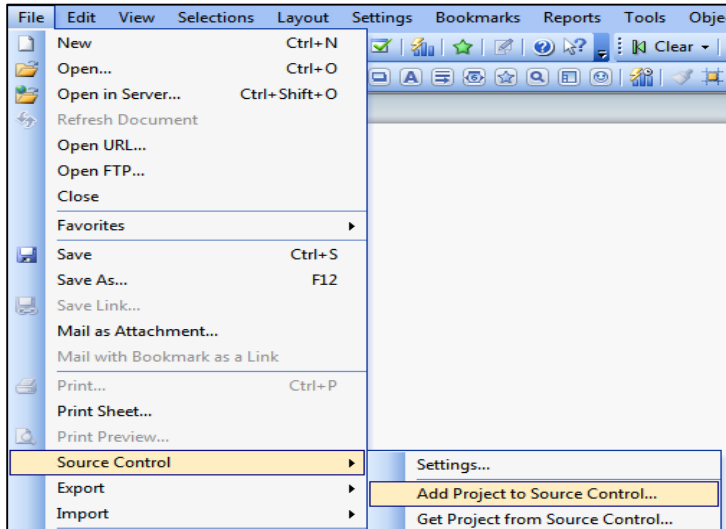 File Edit View Selections Layout Settings Bookmarks Reports Tools Obje
New Ctrl+N
Open... Ctrl+O
Open in Server... Ctrl+Shift+O
Refresh Document
Open URL...
Open FTP...
Close
Favorites
Save Ctrl+S
Save As... F12
Save Link...
Mail as Attachment...
Mail with Bookmark as a Link
Print... Ctrl+P
Print Sheet...
Print Preview...
Source Control
Export
Import
Clear
Settings...
Add Project to Source Control...
Get Project from Source Control...